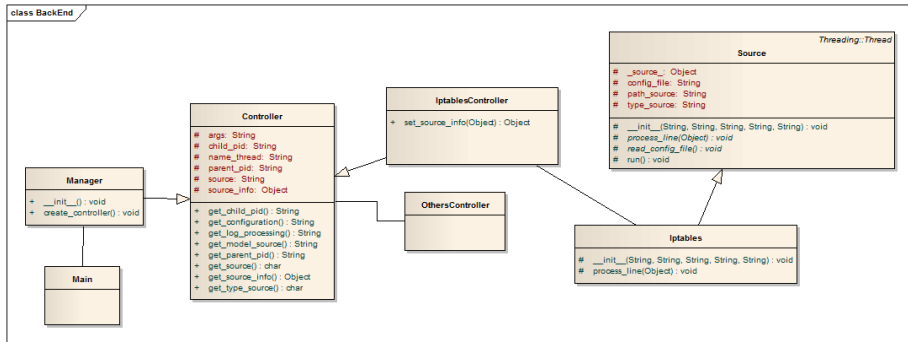 class BackEnd
Threading::Thread
Source
# _source_: Object
# config_file: String
# path_source: String
# type_source: String
# __init__(String, String, String, String, String) : void
# process_line(Object) : void
# read_config_file() : void
# run() : void
IptablesController
+ set_source_info(Object) : Object
Controller
# args: String
# child_pid: String
# name_thread: String
# parent_pid: String
# source: String
# source_info: Object
+ get_child_pid() : String
+ get_configuration() : String
+ get_log_processing() : String
+ get_model_source() : String
+ get_parent_pid() : String
+ get_source() : char
+ get_source_info() : Object
+ get_type_source() : char
Manager
+ __init__() : void
+ create_controller() : void
OthersController
Iptables
# __init__(String, String, String, String, String) : void
# process_line(Object) : void
Main